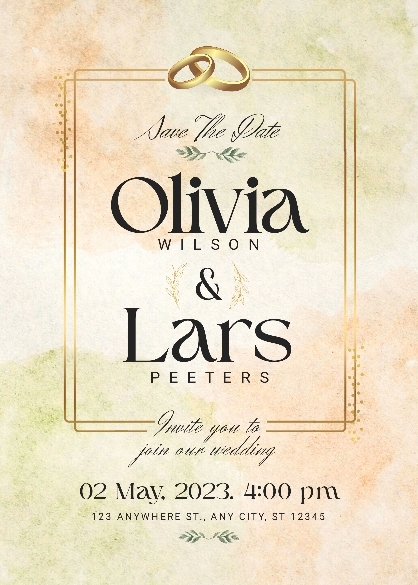 Save The Date
Olivia
WILSON
&
Lars
PEETERS
Invite you to
join our wedding
02 May, 2023. 4:00 pm
123 ANYWHERE ST., ANY CITY, ST 12345